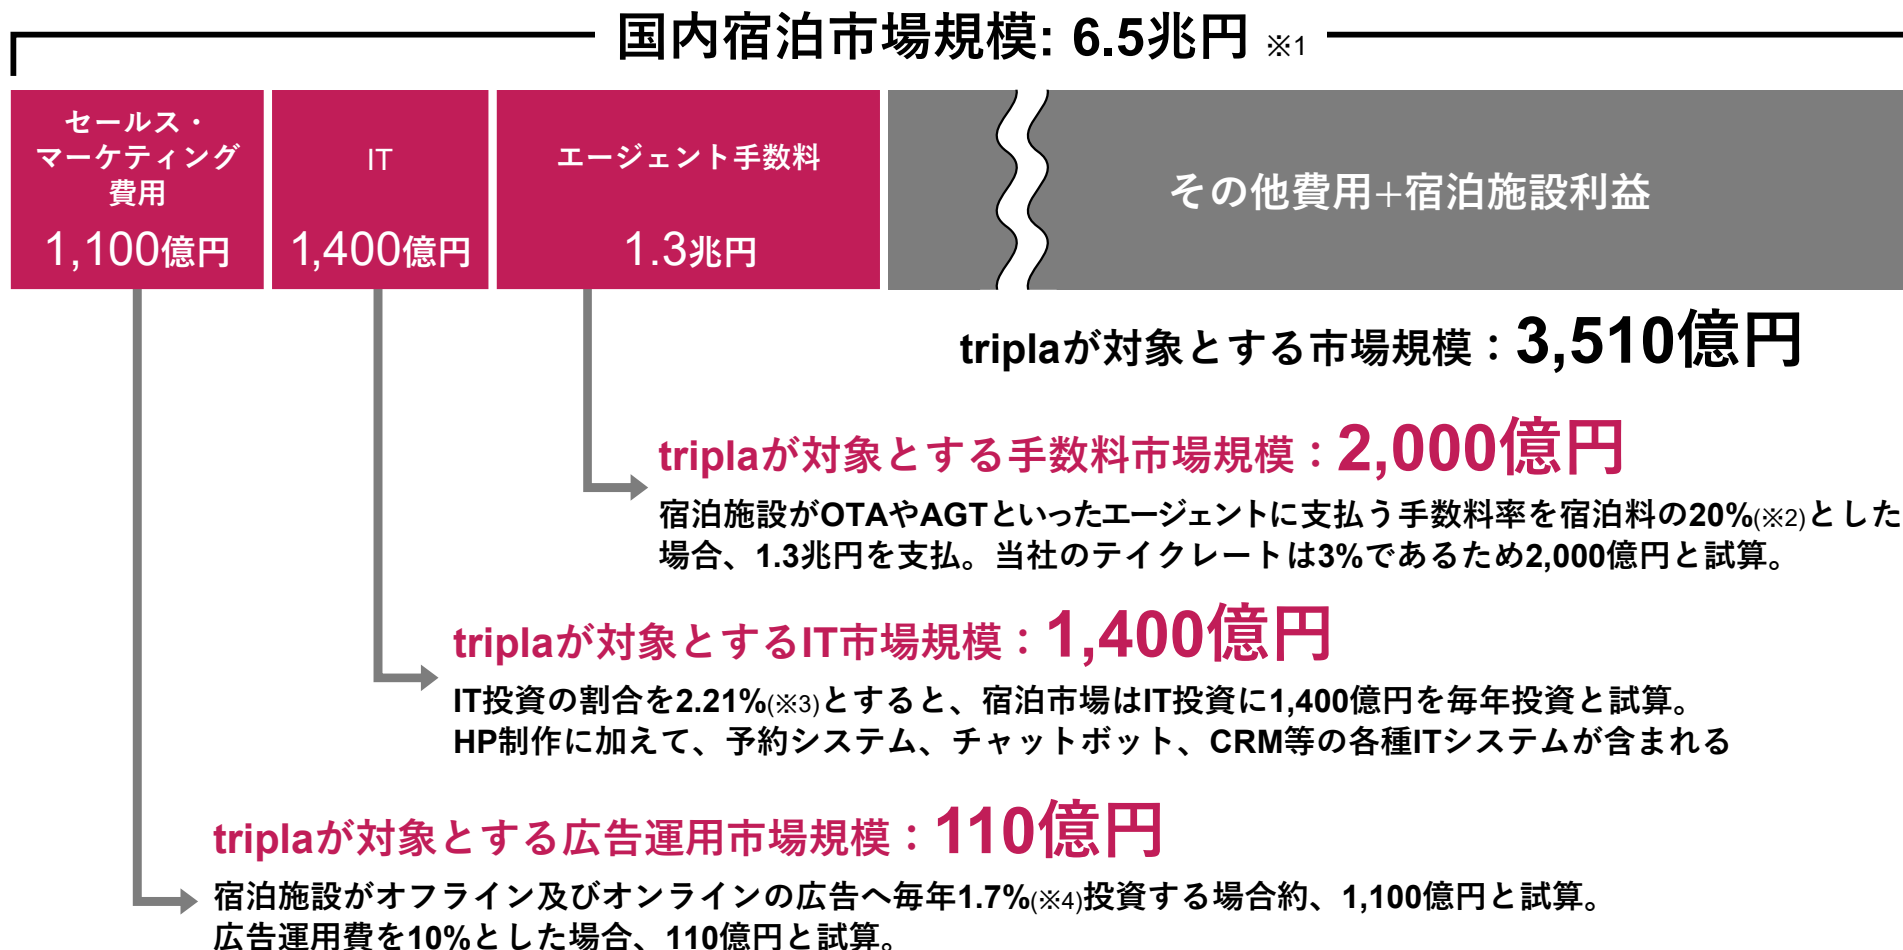 国内宿泊市場規模: 6.5兆円 ※1
セールス・
マーケティング
費用
1,100億円
IT
1,400億円
エージェント手数料
1.3兆円
その他費用+宿泊施設利益
triplaが対象とする市場規模：3,510億円
triplaが対象とする手数料市場規模：2,000億円
宿泊施設がOTAやAGTといったエージェントに支払う手数料率を宿泊料の20%(※2)とした
場合、1.3兆円を支払。当社のテイクレートは3%であるため2,000億円と試算。
triplaが対象とするIT市場規模：1,400億円
IT投資の割合を2.21%(※3)とすると、宿泊市場はIT投資に1,400億円を毎年投資と試算。
HP制作に加えて、予約システム、チャットボット、CRM等の各種ITシステムが含まれる
triplaが対象とする広告運用市場規模：110億円
宿泊施設がオフライン及びオンラインの広告へ毎年1.7%(※4)投資する場合約、1,100億円と試算。
広告運用費を10%とした場合、110億円と試算。